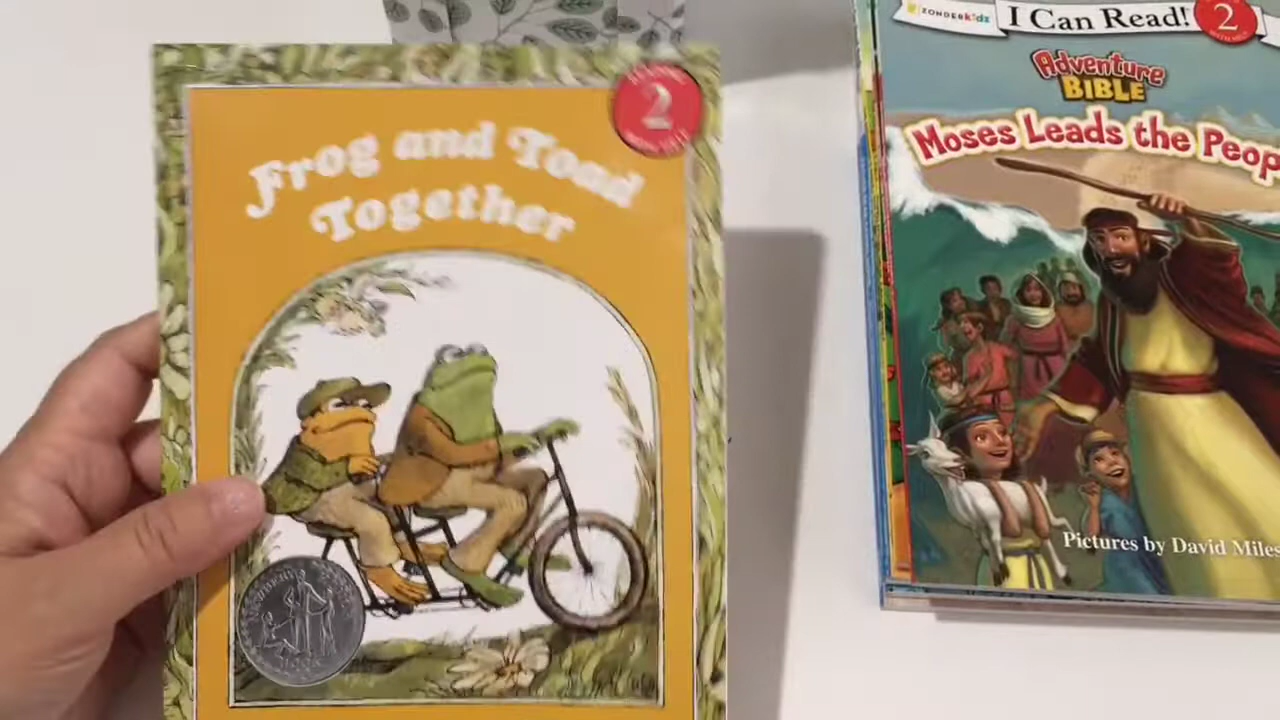 2
Frog and Toad
Together
ZONDERkidz
I Can Read!
2
Adventure
BIBLE
Moses Leads the Peop
Pictures by David Miles